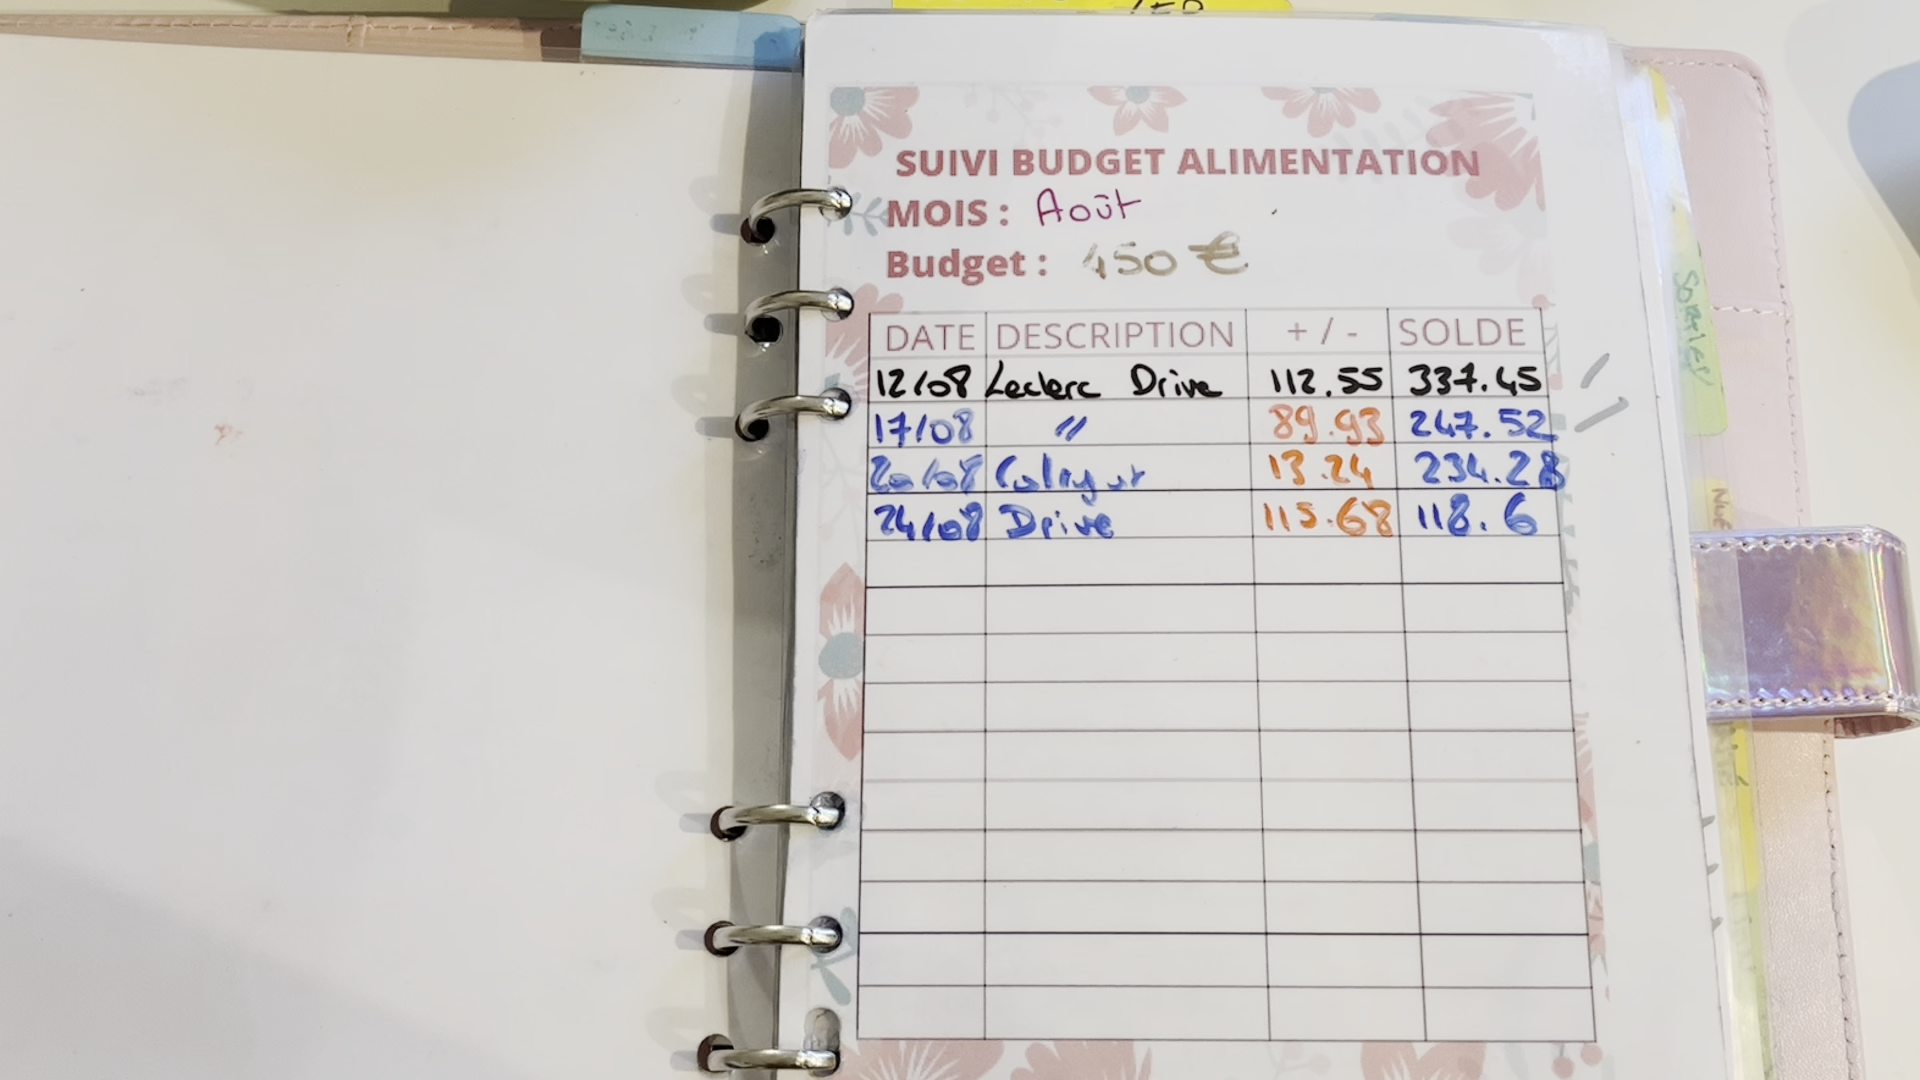 SUIVI BUDGET ALIMENTATION
MOIS : Août
Budget : 450 €
DATE DESCRIPTION + / - SOLDE
12/08 Leclerc Drive 112.55 337.45
17/08 " 89.93 247.52
20/08 13.24 234.28
24/08 Drive 115.68 118.6
Sorties